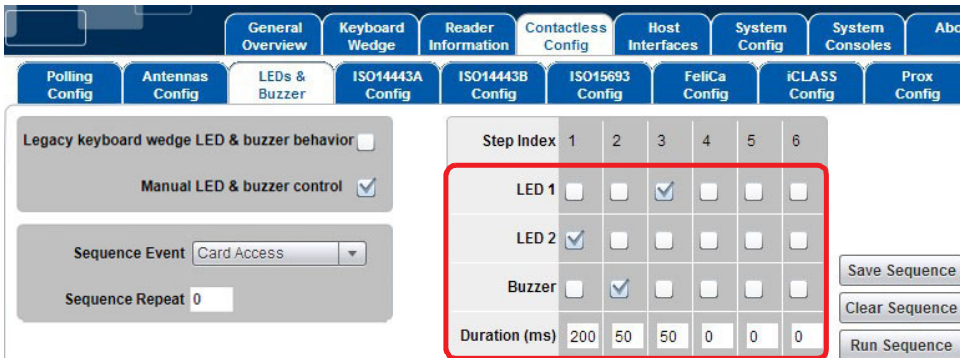 General Overview Keyboard Wedge Reader Information Contactless Config Host Interfaces System Config System Consoles
Polling Config Antennas Config LEDs & Buzzer ISO14443A Config ISO14443B Config ISO15693 Config FeliCa Config iCLASS Config Prox Config
Legacy keyboard wedge LED & buzzer behavior
Manual LED & buzzer control
Sequence Event Card Access
Sequence Repeat 0
Step Index 1 2 3 4 5 6
LED 1
LED 2
Buzzer
Duration (ms) 200 50 50 0 0 0
Save Sequence
Clear Sequence
Run Sequence